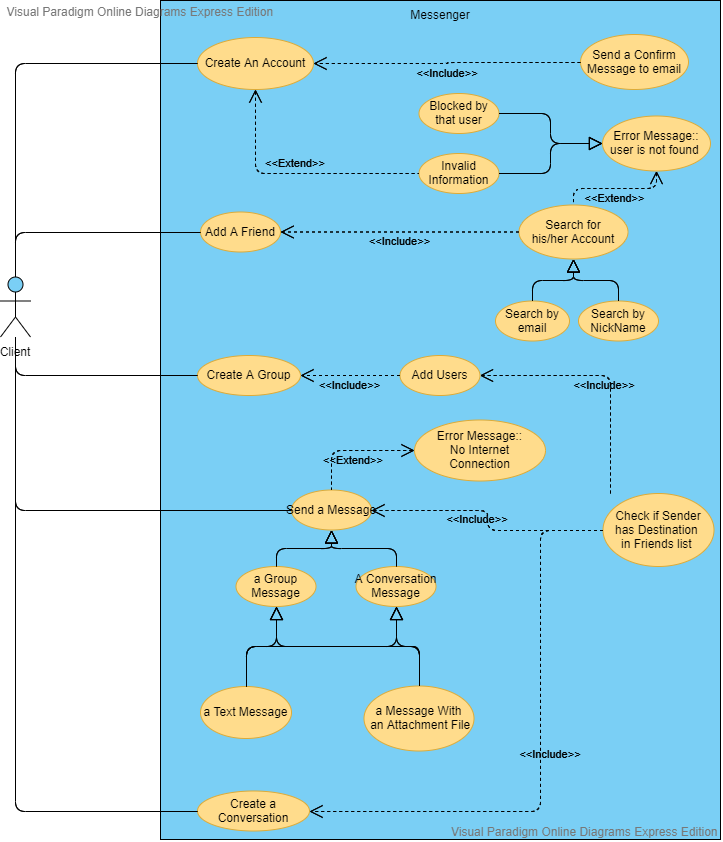 Visual Paradigm Online Diagrams Express Edition
Messenger
Create An Account
<<Include>>
Send a Confirm
Message to email
Blocked by
that user
Error Message::
user is not found
<<Extend>>
Invalid
Information
<<Extend>>
Add A Friend
<<Include>>
Search for
his/her Account
Search by
email
Search by
NickName
Client
Create A Group
<<Include>>
Add Users
<<Include>>
Error Message::
No Internet
Connection
<<Extend>>
Send a Message
<<Include>>
Check if Sender
has Destination
in Friends list
a Group
Message
A Conversation
Message
a Text Message
a Message With
an Attachment File
<<Include>>
Create a
Conversation
Visual Paradigm Online Diagrams Express Edition